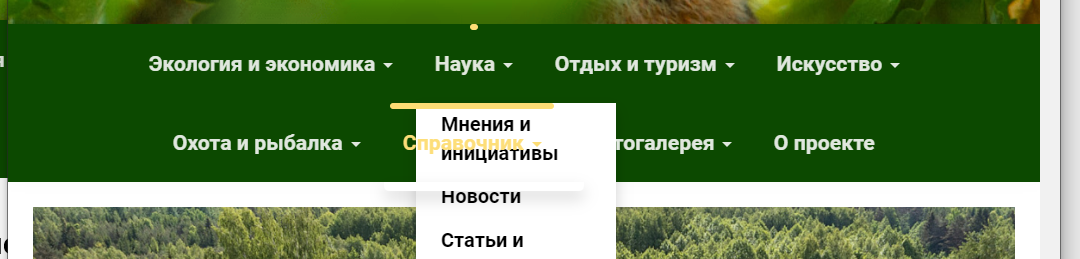 Экология и экономика Наука Отдых и туризм Искусство
Мнения и
Охота и рыбалка Справочник тогалерея О проекте
инициативы
Новости
Статьи и